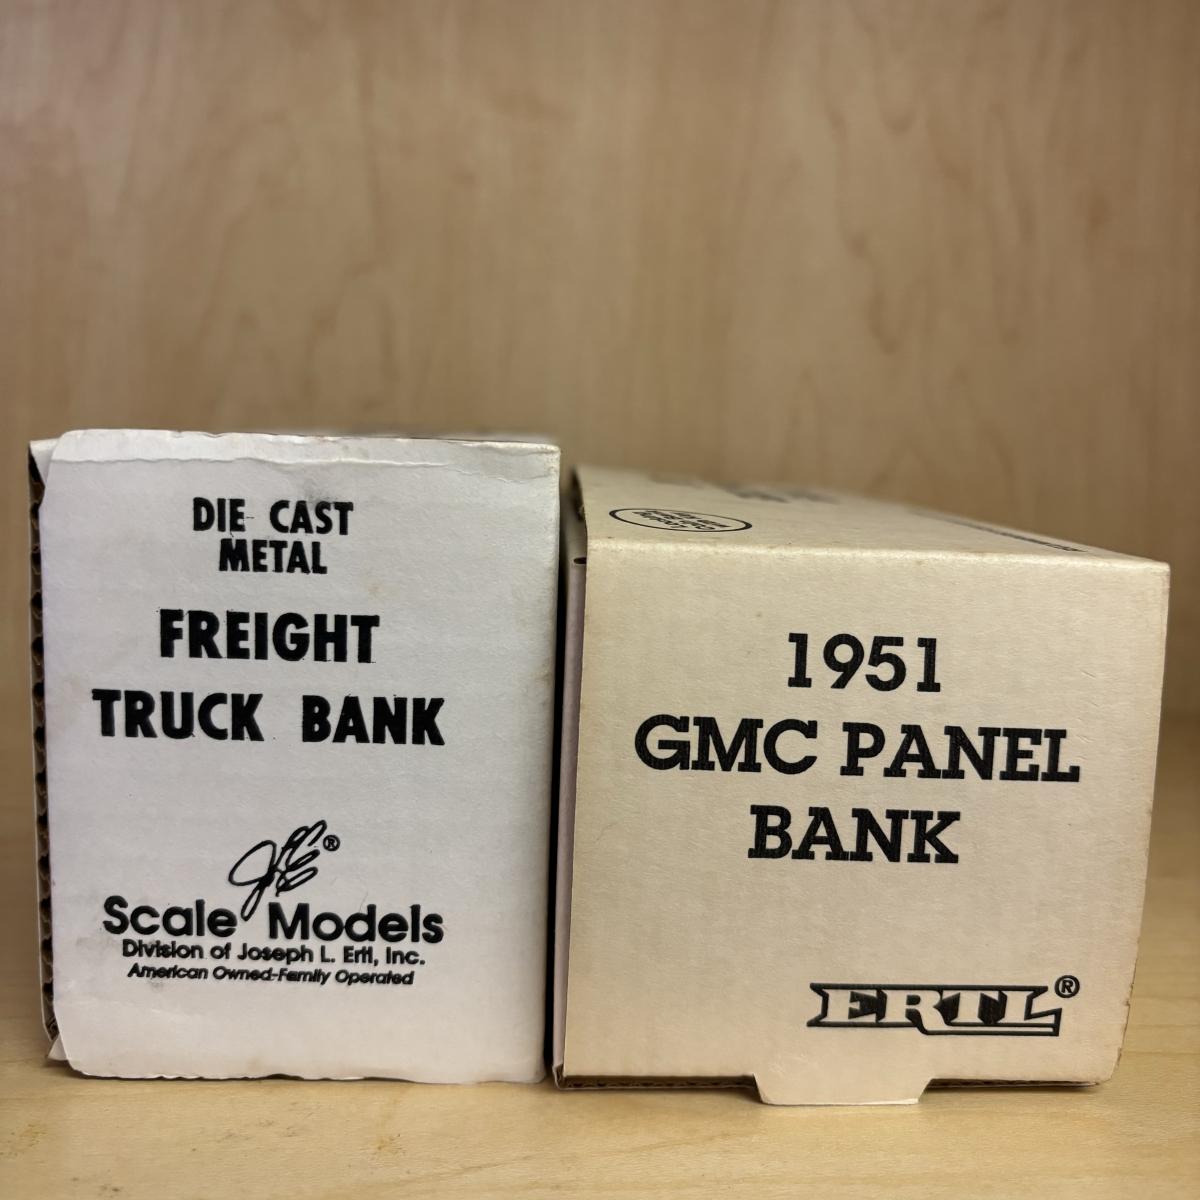 DIE CAST
METAL
FREIGHT
TRUCK BANK
JLE®
Scale Models
Division of Joseph L. Ertl, Inc.
American Owned-Family Operated
1951
GMC PANEL
BANK
ERTL®